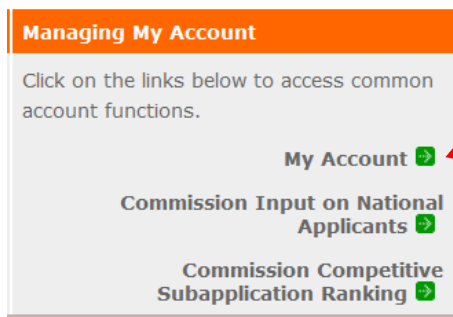 Managing My Account
Click on the links below to access common
account functions.
My Account
Commission Input on National
Applicants
Commission Competitive
Subapplication Ranking